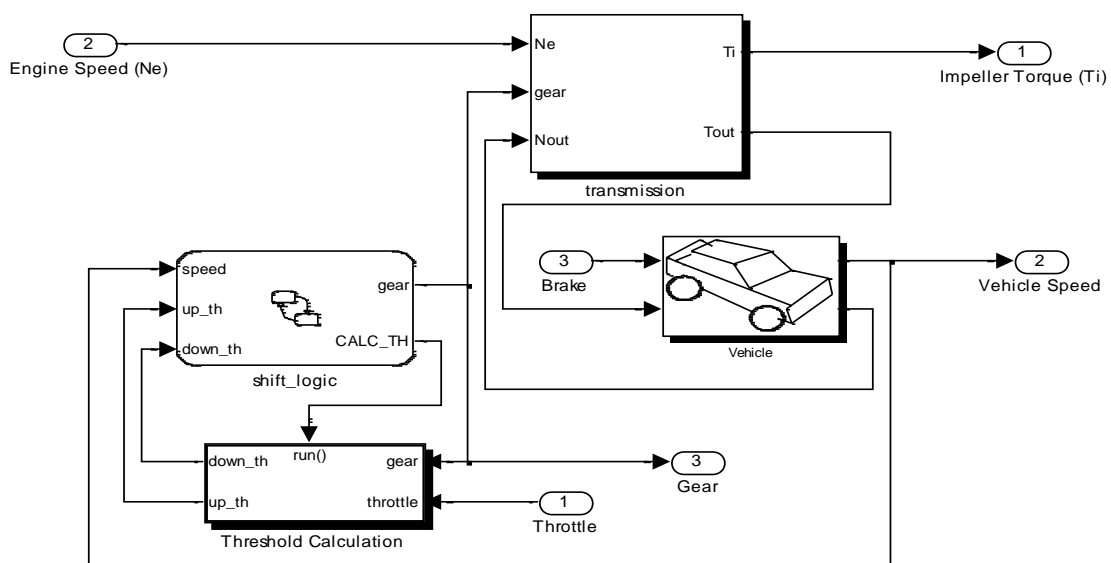 2
Engine Speed (Ne)
Ne
gear
Nout
Ti
Tout
transmission
1
Impeller Torque (Ti)
speed
up_th
down_th
gear
CALC_TH
shift_logic
3
Brake
Vehicle
2
Vehicle Speed
run()
down_th
up_th
gear
throttle
Threshold Calculation
3
Gear
1
Throttle